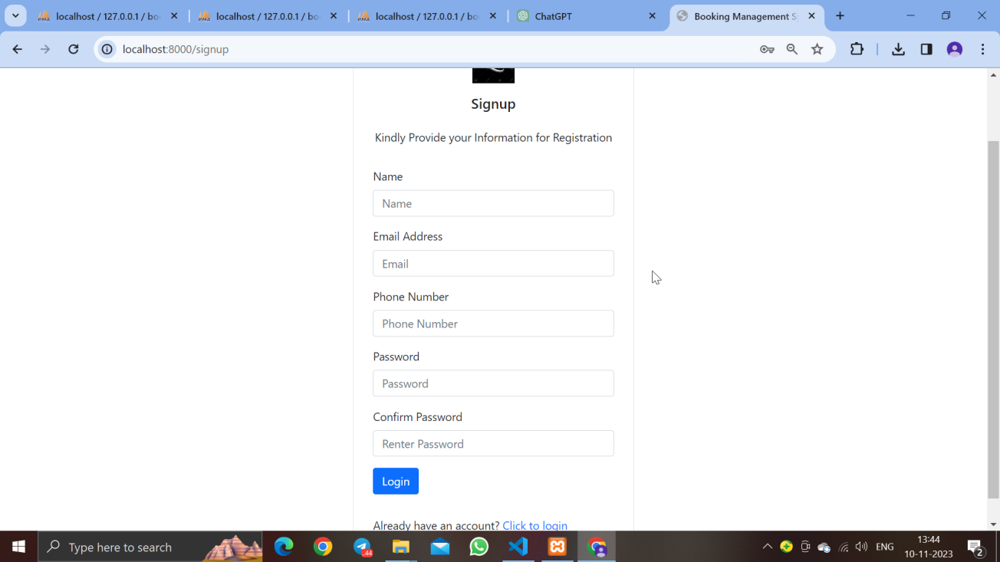 localhost / 127.0.0.1 / bo
localhost / 127.0.0.1 / bo
localhost / 127.0.0.1 / bo
ChatGPT
Booking Management S
localhost:8000/signup
Signup
Kindly Provide your Information for Registration
Name
Name
Email Address
Email
Phone Number
Phone Number
Password
Password
Confirm Password
Renter Password
Login
Already have an account? Click to login
Type here to search
44
ENG
13:44
10-11-2023
2